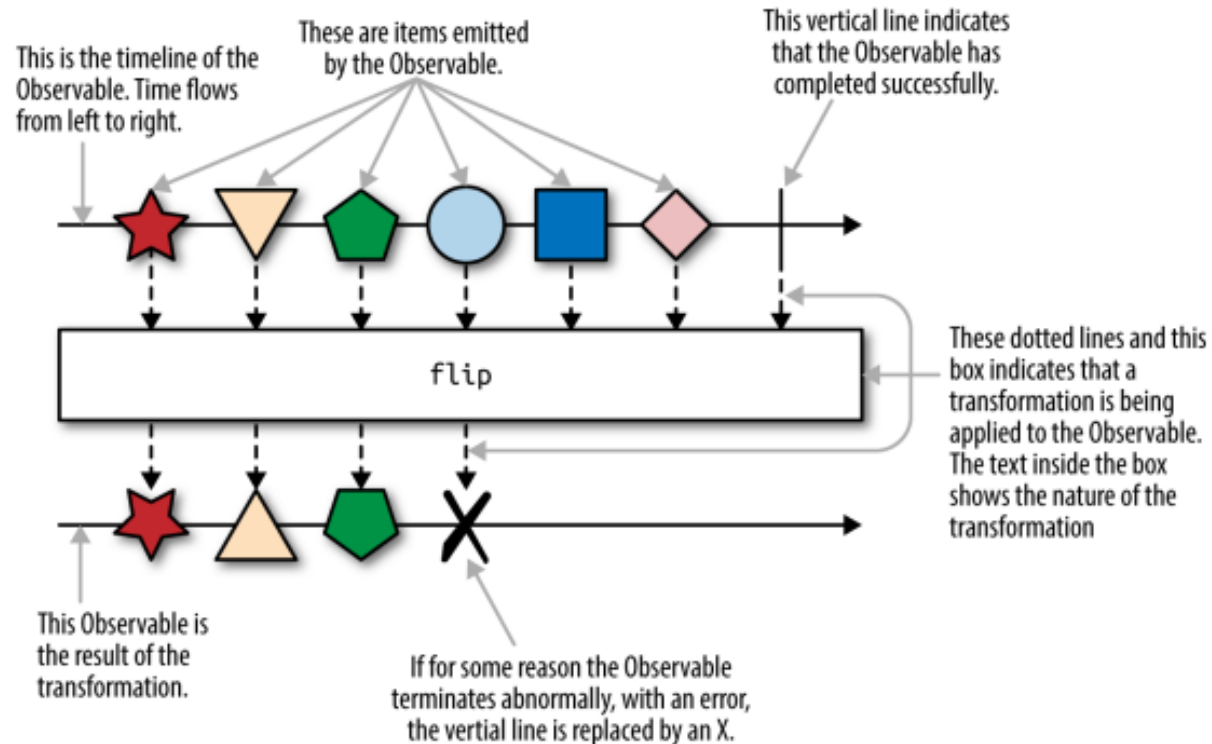 This is the timeline of the
Observable. Time flows
from left to right.
These are items emitted
by the Observable.
This vertical line indicates
that the Observable has
completed successfully.
flip
These dotted lines and this
box indicates that a
transformation is being
applied to the Observable.
The text inside the box
shows the nature of the
transformation
This Observable is
the result of the
transformation.
If for some reason the Observable
terminates abnormally, with an error,
the vertial line is replaced by an X.